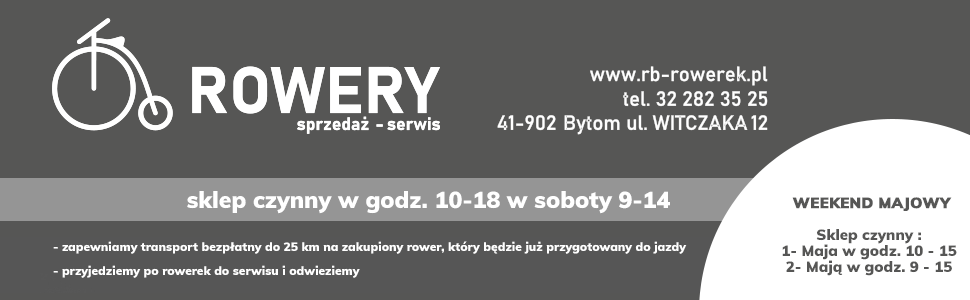 ROWERY
sprzedaż - serwis
www.rb-rowerek.pl
tel. 32 282 35 25
41-902 Bytom ul. WITCZAKA 12
sklep czynny w godz. 10-18 w soboty 9-14
- zapewniamy transport bezpłatny do 25 km na zakupiony rower, który będzie już przygotowany do jazdy
- przyjedziemy po rowerek do serwisu i odwieziemy
WEEKEND MAJOWY
Sklep czynny :
1- Maja w godz. 10 - 15
2- Mają w godz. 9 - 15